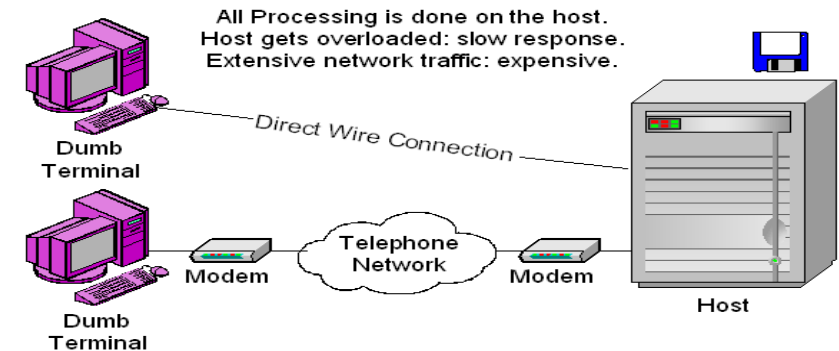 All Processing is done on the host.
Host gets overloaded: slow response.
Extensive network traffic: expensive.
Direct Wire Connection
Dumb
Terminal
Telephone
Network
Modem
Modem
Host
Dumb
Terminal